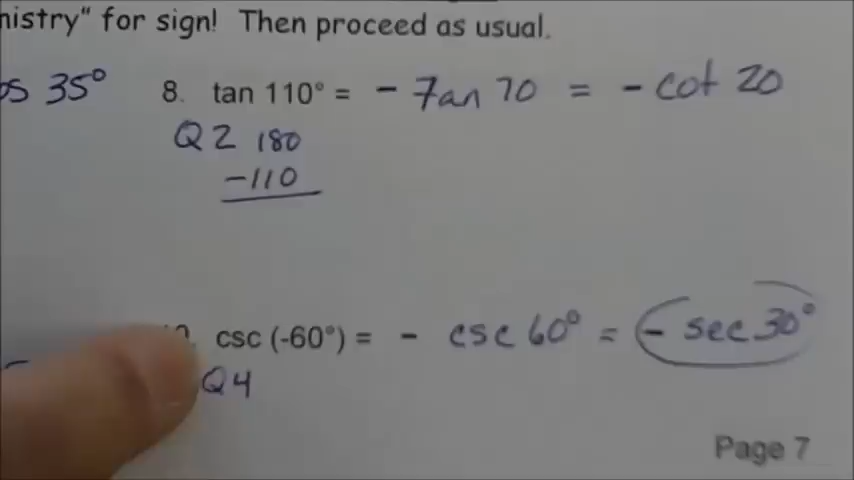 nistry" for sign! Then proceed as usual.
os 35° 8. tan 110° = - Tan 70 = - cot 20
Q2 180
-110
csc (-60°) = - csc 60° = - sec 30°
Q4
Page 7